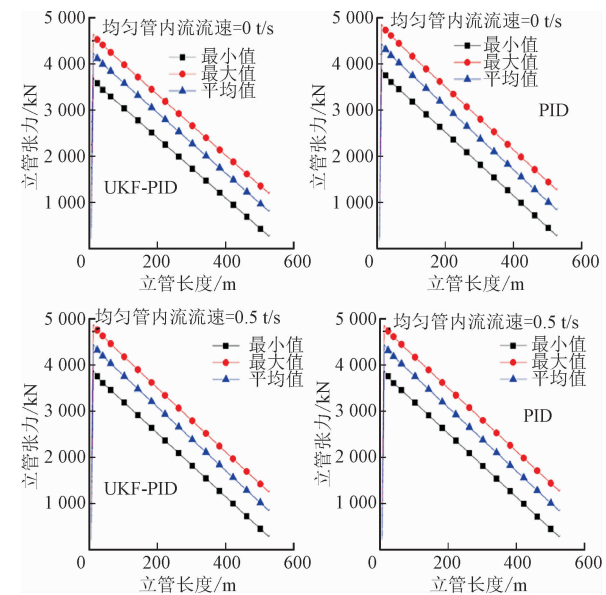 5 000
均匀管内流流速=0 t/s
最小值
最大值
平均值
4 000
3 000
2 000
1 000
立管张力/kN
UKF-PID
0
200
400
600
立管长度/m
5 000
均匀管内流流速=0 t/s
最小值
最大值
平均值
PID
4 000
3 000
2 000
1 000
立管张力/kN
0
200
400
600
立管长度/m
5 000
均匀管内流流速=0.5 t/s
最小值
最大值
平均值
4 000
3 000
2 000
1 000
立管张力/kN
UKF-PID
0
200
400
600
立管长度/m
5 000
均匀管内流流速=0.5 t/s
最小值
最大值
平均值
PID
4 000
3 000
2 000
1 000
立管张力/kN
0
200
400
600
立管长度/m